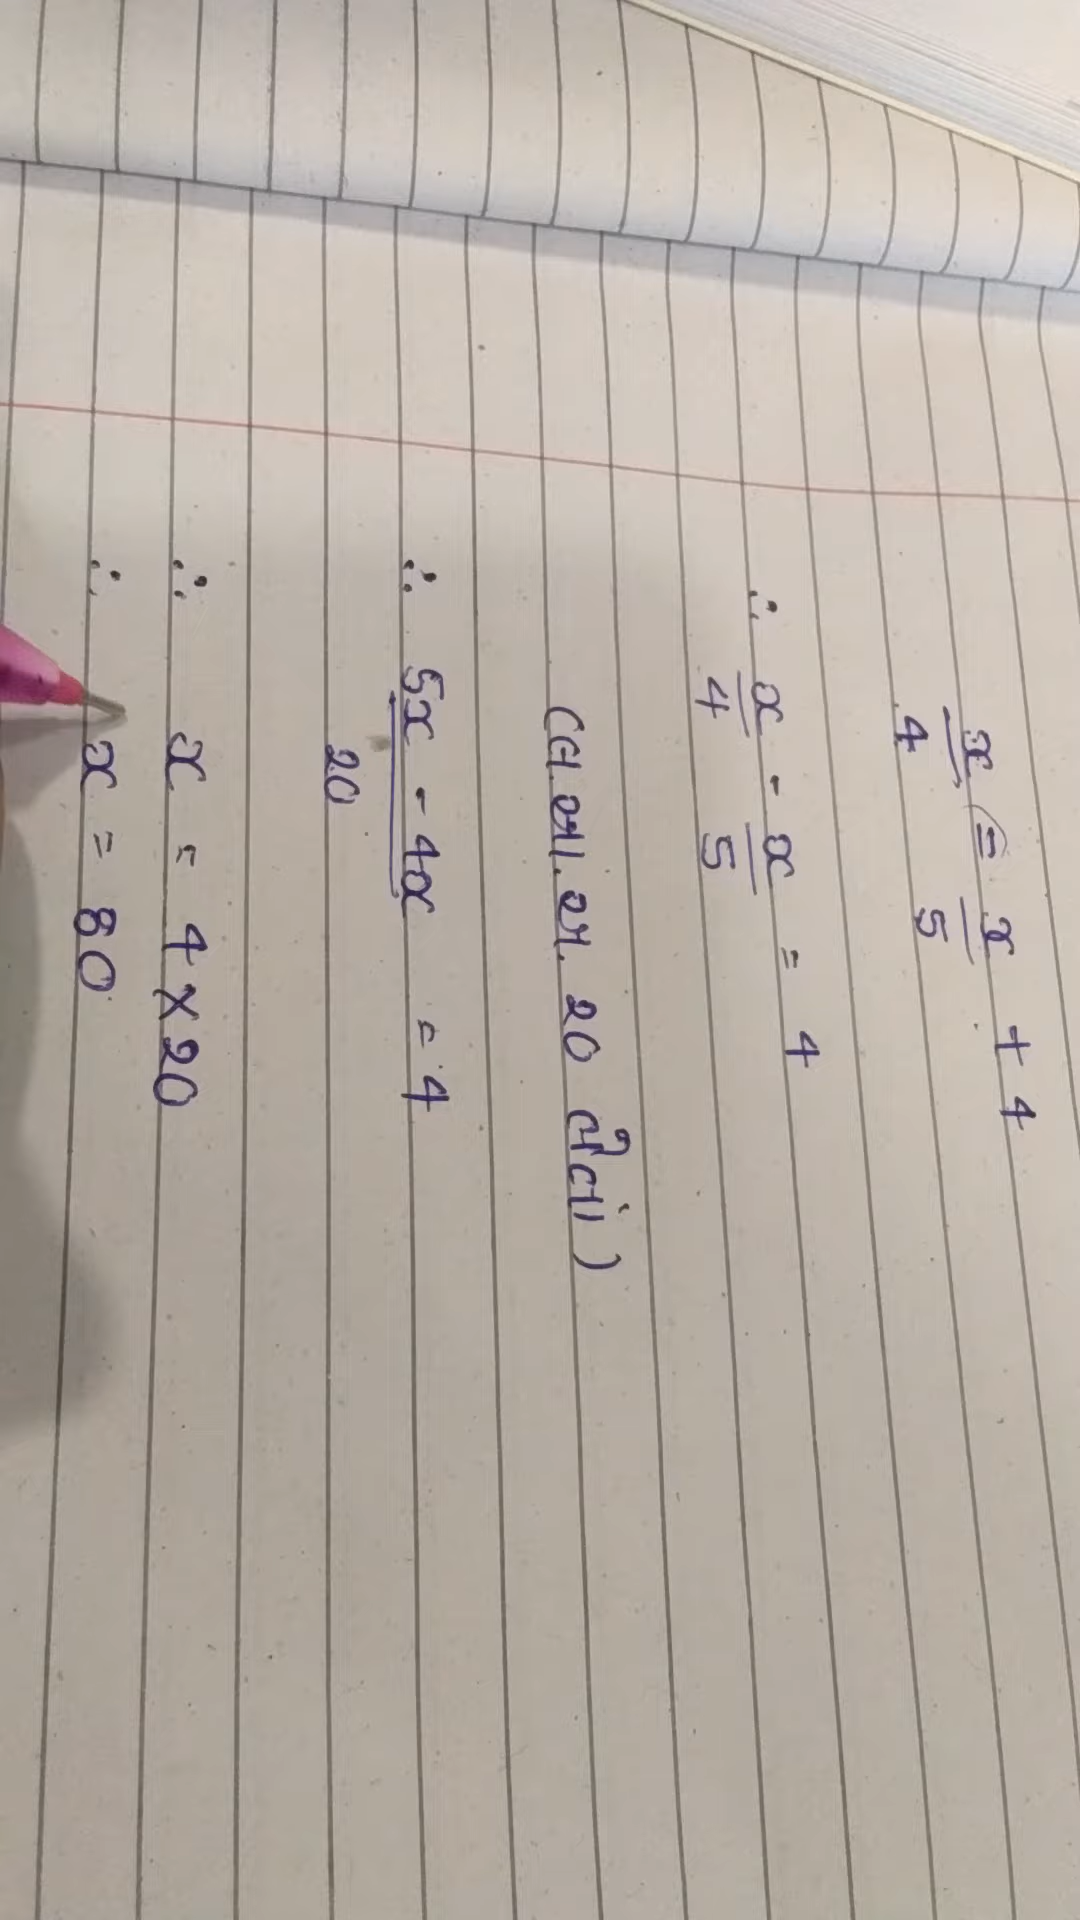 x/4 = x/5 + 4
∴ x/4 - x/5 = 4
(લ.સા.અ. 20 લેતાં)
∴ (5x - 4x)/20 = 4
∴ x = 4 × 20
∴ x = 80